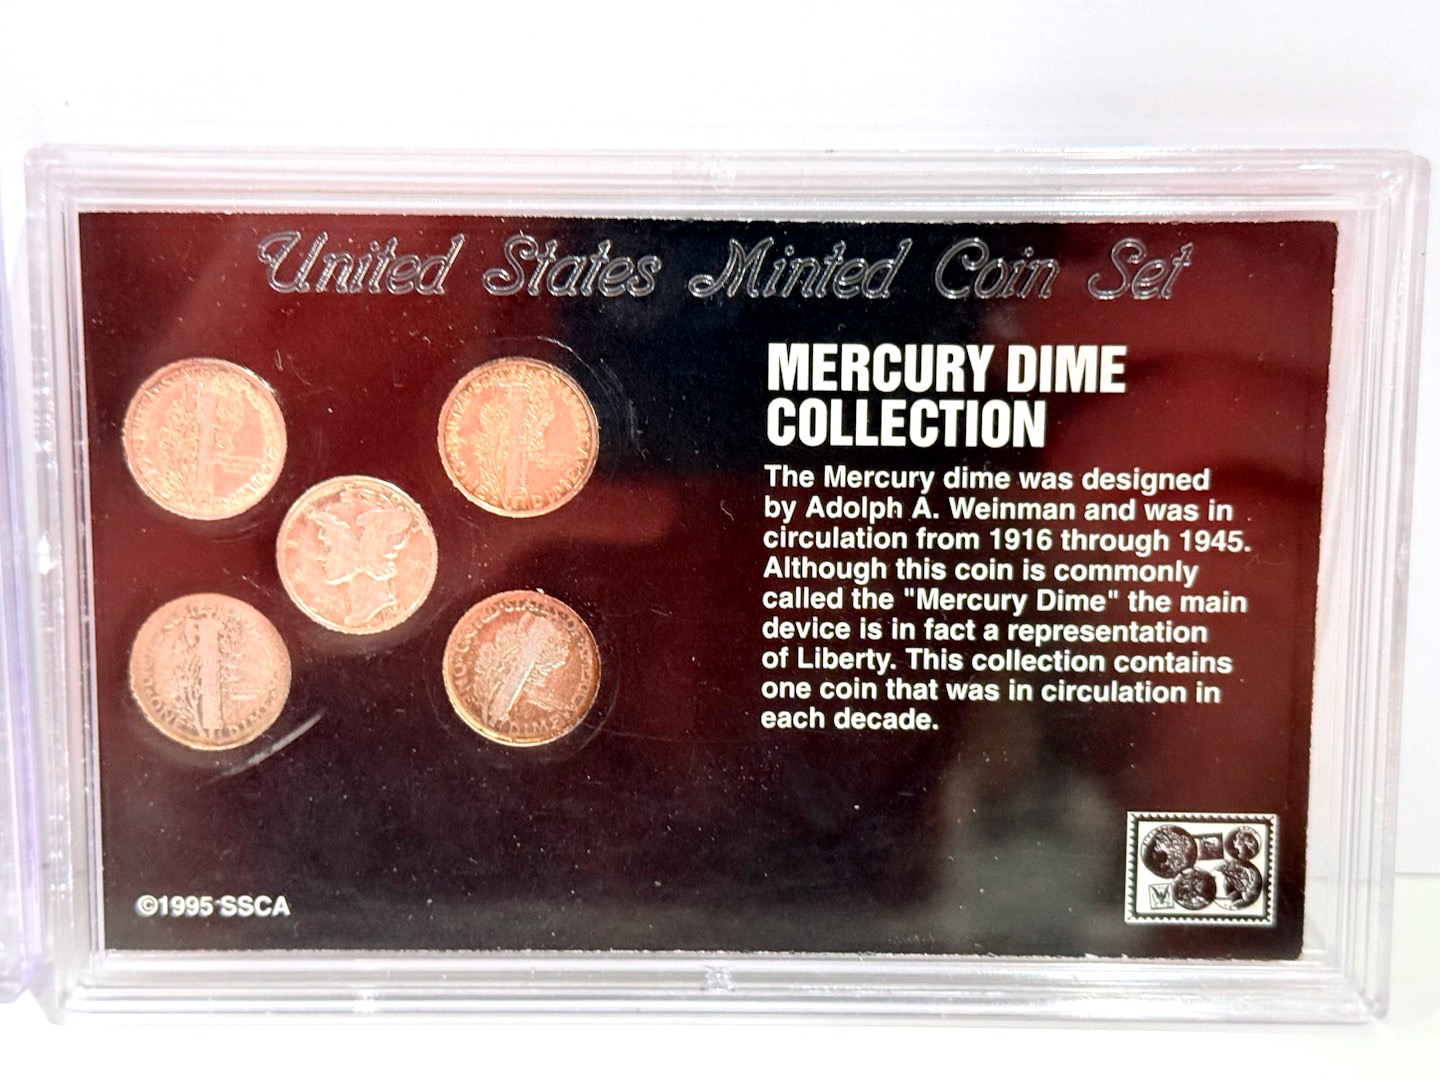 United States Minted Coin Set
MERCURY DIME
COLLECTION
The Mercury dime was designed
by Adolph A. Weinman and was in
circulation from 1916 through 1945.
Although this coin is commonly
called the "Mercury Dime" the main
device is in fact a representation
of Liberty. This collection contains
one coin that was in circulation in
each decade.
©1995 SSCA